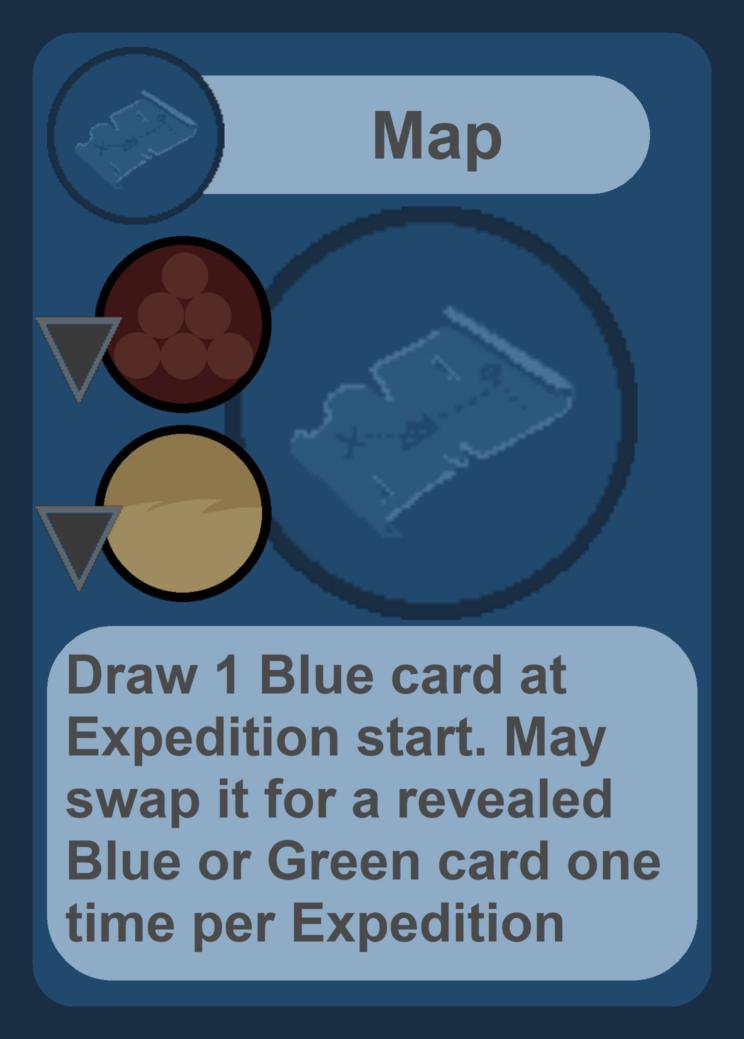 Map
Draw 1 Blue card at
Expedition start. May
swap it for a revealed
Blue or Green card one
time per Expedition